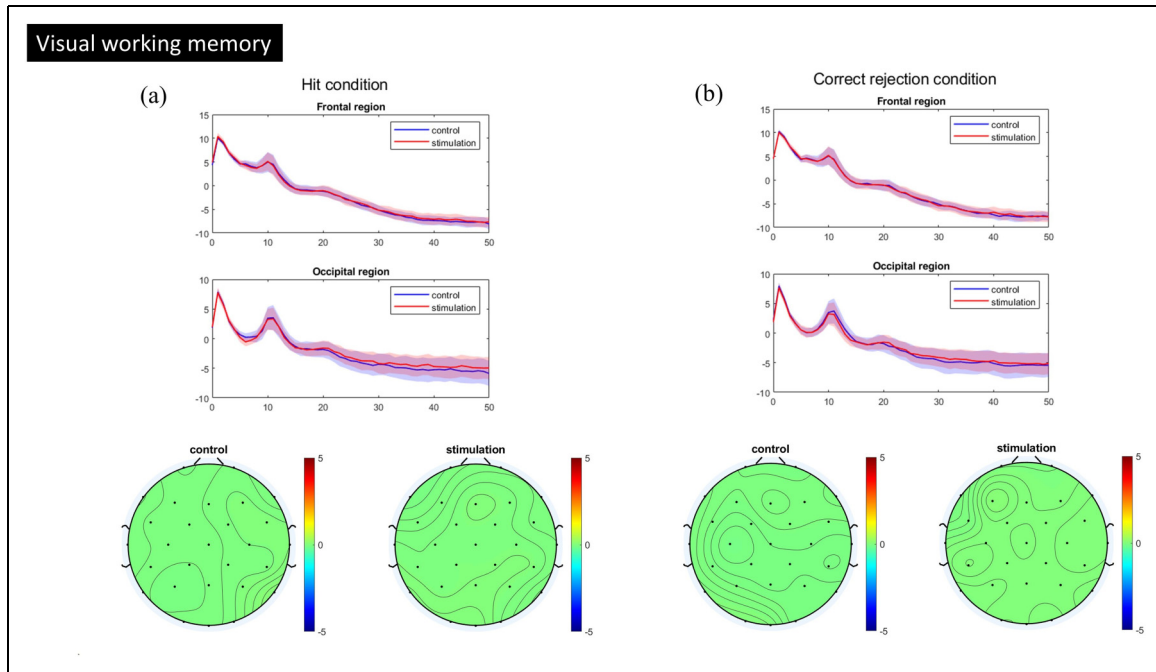 Visual working memory
(a)
Hit condition
Frontal region
15
10
5
0
-5
-10
0 10 20 30 40 50
control
stimulation
Occipital region
10
5
0
-5
-10
0 10 20 30 40 50
control
stimulation
control
5
0
-5
stimulation
5
0
-5
(b)
Correct rejection condition
Frontal region
15
10
5
0
-5
-10
0 10 20 30 40 50
control
stimulation
Occipital region
10
5
0
-5
-10
0 10 20 30 40 50
control
stimulation
control
5
0
-5
stimulation
5
0
-5